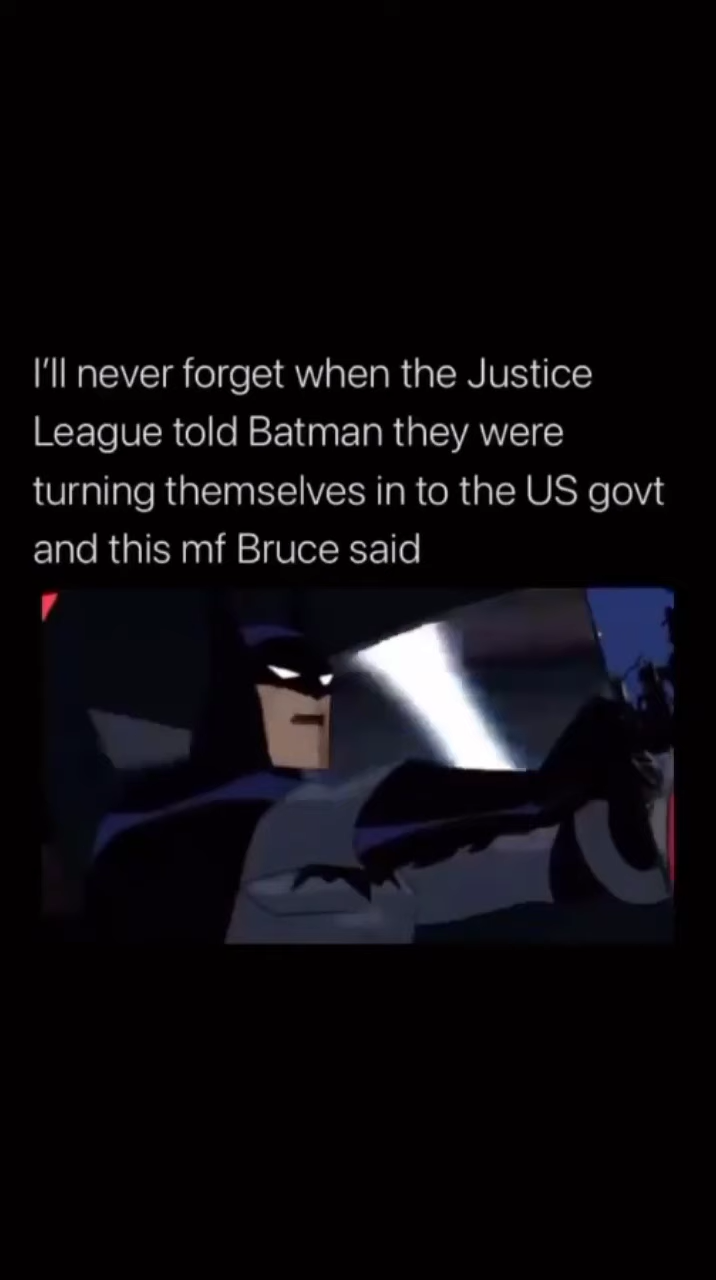 I'll never forget when the Justice
League told Batman they were
turning themselves in to the US govt
and this mf Bruce said